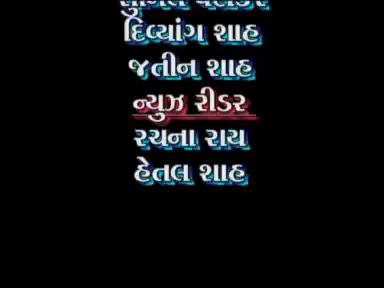 દિવ્યાંગ શાહ
જતીન શાહ
ન્યુઝ રીડર
રચના રાય
હેતલ શાહ